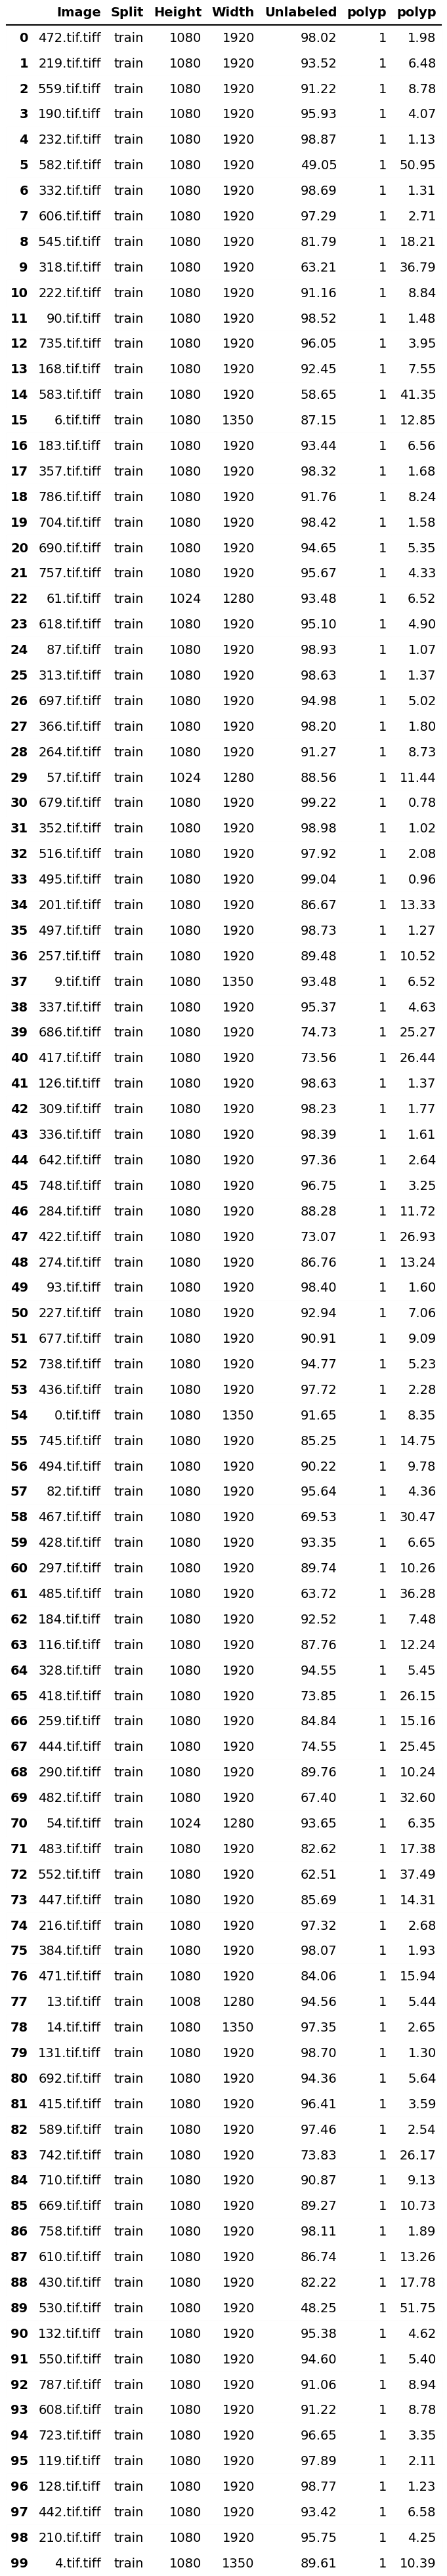 Image Split Height Width Unlabeled polyp polyp
0 472.tif.tiff train 1080 1920 98.02 1 1.98
1 219.tif.tiff train 1080 1920 93.52 1 6.48
2 559.tif.tiff train 1080 1920 91.22 1 8.78
3 190.tif.tiff train 1080 1920 95.93 1 4.07
4 232.tif.tiff train 1080 1920 98.87 1 1.13
5 582.tif.tiff train 1080 1920 49.05 1 50.95
6 332.tif.tiff train 1080 1920 98.69 1 1.31
7 606.tif.tiff train 1080 1920 97.29 1 2.71
8 545.tif.tiff train 1080 1920 81.79 1 18.21
9 318.tif.tiff train 1080 1920 63.21 1 36.79
10 222.tif.tiff train 1080 1920 91.16 1 8.84
11 90.tif.tiff train 1080 1920 98.52 1 1.48
12 735.tif.tiff train 1080 1920 96.05 1 3.95
13 168.tif.tiff train 1080 1920 92.45 1 7.55
14 583.tif.tiff train 1080 1920 58.65 1 41.35
15 6.tif.tiff train 1080 1350 87.15 1 12.85
16 183.tif.tiff train 1080 1920 93.44 1 6.56
17 357.tif.tiff train 1080 1920 98.32 1 1.68
18 786.tif.tiff train 1080 1920 91.76 1 8.24
19 704.tif.tiff train 1080 1920 98.42 1 1.58
20 690.tif.tiff train 1080 1920 94.65 1 5.35
21 757.tif.tiff train 1080 1920 95.67 1 4.33
22 61.tif.tiff train 1024 1280 93.48 1 6.52
23 618.tif.tiff train 1080 1920 95.10 1 4.90
24 87.tif.tiff train 1080 1920 98.93 1 1.07
25 313.tif.tiff train 1080 1920 98.63 1 1.37
26 697.tif.tiff train 1080 1920 94.98 1 5.02
27 366.tif.tiff train 1080 1920 98.20 1 1.80
28 264.tif.tiff train 1080 1920 91.27 1 8.73
29 57.tif.tiff train 1024 1280 88.56 1 11.44
30 679.tif.tiff train 1080 1920 99.22 1 0.78
31 352.tif.tiff train 1080 1920 98.98 1 1.02
32 516.tif.tiff train 1080 1920 97.92 1 2.08
33 495.tif.tiff train 1080 1920 99.04 1 0.96
34 201.tif.tiff train 1080 1920 86.67 1 13.33
35 497.tif.tiff train 1080 1920 98.73 1 1.27
36 257.tif.tiff train 1080 1920 89.48 1 10.52
37 9.tif.tiff train 1080 1350 93.48 1 6.52
38 337.tif.tiff train 1080 1920 95.37 1 4.63
39 686.tif.tiff train 1080 1920 74.73 1 25.27
40 417.tif.tiff train 1080 1920 73.56 1 26.44
41 126.tif.tiff train 1080 1920 98.63 1 1.37
42 309.tif.tiff train 1080 1920 98.23 1 1.77
43 336.tif.tiff train 1080 1920 98.39 1 1.61
44 642.tif.tiff train 1080 1920 97.36 1 2.64
45 748.tif.tiff train 1080 1920 96.75 1 3.25
46 284.tif.tiff train 1080 1920 88.28 1 11.72
47 422.tif.tiff train 1080 1920 73.07 1 26.93
48 274.tif.tiff train 1080 1920 86.76 1 13.24
49 93.tif.tiff train 1080 1920 98.40 1 1.60
50 227.tif.tiff train 1080 1920 92.94 1 7.06
51 677.tif.tiff train 1080 1920 90.91 1 9.09
52 738.tif.tiff train 1080 1920 94.77 1 5.23
53 436.tif.tiff train 1080 1920 97.72 1 2.28
54 0.tif.tiff train 1080 1350 91.65 1 8.35
55 745.tif.tiff train 1080 1920 85.25 1 14.75
56 494.tif.tiff train 1080 1920 90.22 1 9.78
57 82.tif.tiff train 1080 1920 95.64 1 4.36
58 467.tif.tiff train 1080 1920 69.53 1 30.47
59 428.tif.tiff train 1080 1920 93.35 1 6.65
60 297.tif.tiff train 1080 1920 89.74 1 10.26
61 485.tif.tiff train 1080 1920 63.72 1 36.28
62 184.tif.tiff train 1080 1920 92.52 1 7.48
63 116.tif.tiff train 1080 1920 87.76 1 12.24
64 328.tif.tiff train 1080 1920 94.55 1 5.45
65 418.tif.tiff train 1080 1920 73.85 1 26.15
66 259.tif.tiff train 1080 1920 84.84 1 15.16
67 444.tif.tiff train 1080 1920 74.55 1 25.45
68 290.tif.tiff train 1080 1920 89.76 1 10.24
69 482.tif.tiff train 1080 1920 67.40 1 32.60
70 54.tif.tiff train 1024 1280 93.65 1 6.35
71 483.tif.tiff train 1080 1920 82.62 1 17.38
72 552.tif.tiff train 1080 1920 62.51 1 37.49
73 447.tif.tiff train 1080 1920 85.69 1 14.31
74 216.tif.tiff train 1080 1920 97.32 1 2.68
75 384.tif.tiff train 1080 1920 98.07 1 1.93
76 471.tif.tiff train 1080 1920 84.06 1 15.94
77 13.tif.tiff train 1008 1280 94.56 1 5.44
78 14.tif.tiff train 1080 1350 97.35 1 2.65
79 131.tif.tiff train 1080 1920 98.70 1 1.30
80 692.tif.tiff train 1080 1920 94.36 1 5.64
81 415.tif.tiff train 1080 1920 96.41 1 3.59
82 589.tif.tiff train 1080 1920 97.46 1 2.54
83 742.tif.tiff train 1080 1920 73.83 1 26.17
84 710.tif.tiff train 1080 1920 90.87 1 9.13
85 669.tif.tiff train 1080 1920 89.27 1 10.73
86 758.tif.tiff train 1080 1920 98.11 1 1.89
87 610.tif.tiff train 1080 1920 86.74 1 13.26
88 430.tif.tiff train 1080 1920 82.22 1 17.78
89 530.tif.tiff train 1080 1920 48.25 1 51.75
90 132.tif.tiff train 1080 1920 95.38 1 4.62
91 550.tif.tiff train 1080 1920 94.60 1 5.40
92 787.tif.tiff train 1080 1920 91.06 1 8.94
93 608.tif.tiff train 1080 1920 91.22 1 8.78
94 723.tif.tiff train 1080 1920 96.65 1 3.35
95 119.tif.tiff train 1080 1920 97.89 1 2.11
96 128.tif.tiff train 1080 1920 98.77 1 1.23
97 442.tif.tiff train 1080 1920 93.42 1 6.58
98 210.tif.tiff train 1080 1920 95.75 1 4.25
99 4.tif.tiff train 1080 1350 89.61 1 10.39